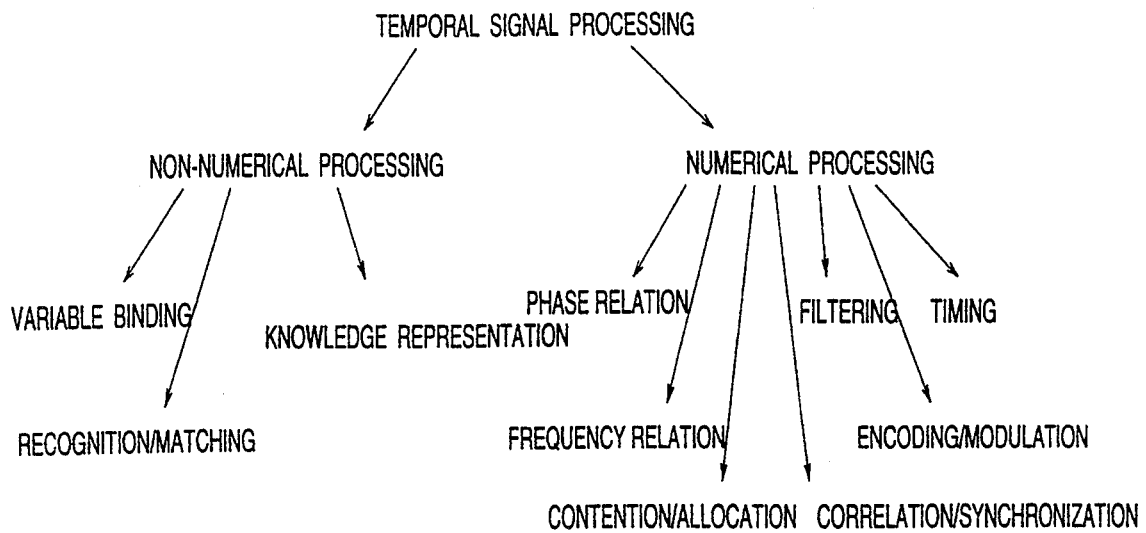 TEMPORAL SIGNAL PROCESSING
NON-NUMERICAL PROCESSING
NUMERICAL PROCESSING
VARIABLE BINDING
KNOWLEDGE REPRESENTATION
PHASE RELATION
FILTERING
TIMING
RECOGNITION/MATCHING
FREQUENCY RELATION
ENCODING/MODULATION
CONTENTION/ALLOCATION
CORRELATION/SYNCHRONIZATION